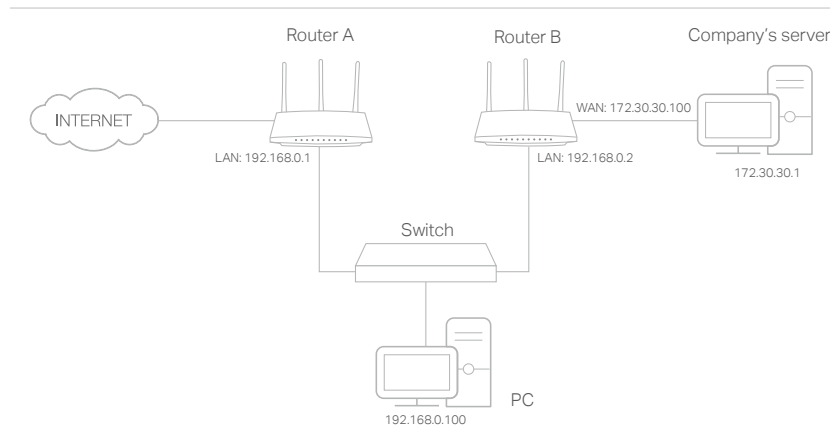 Router A
Router B
Company's server
INTERNET
WAN: 172.30.30.100
LAN: 192.168.0.1
LAN: 192.168.0.2
172.30.30.1
Switch
PC
192.168.0.100